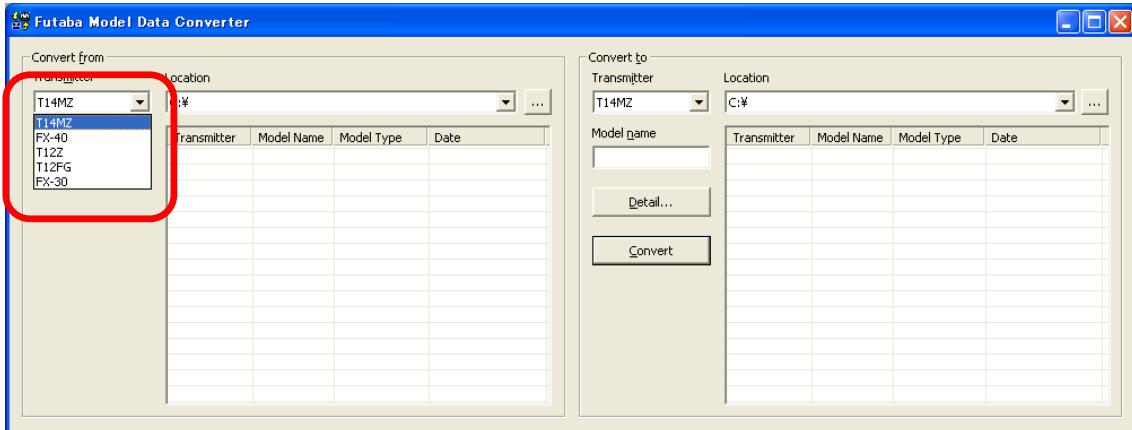 Futaba Model Data Converter
Convert from
Transmitter
Location
T14MZ
C:¥
...
T14MZ
FX-40
T12Z
T12FG
FX-30
Transmitter Model Name Model Type Date
Convert to
Transmitter
Location
T14MZ
C:¥
...
Model name
Transmitter Model Name Model Type Date
Detail...
Convert